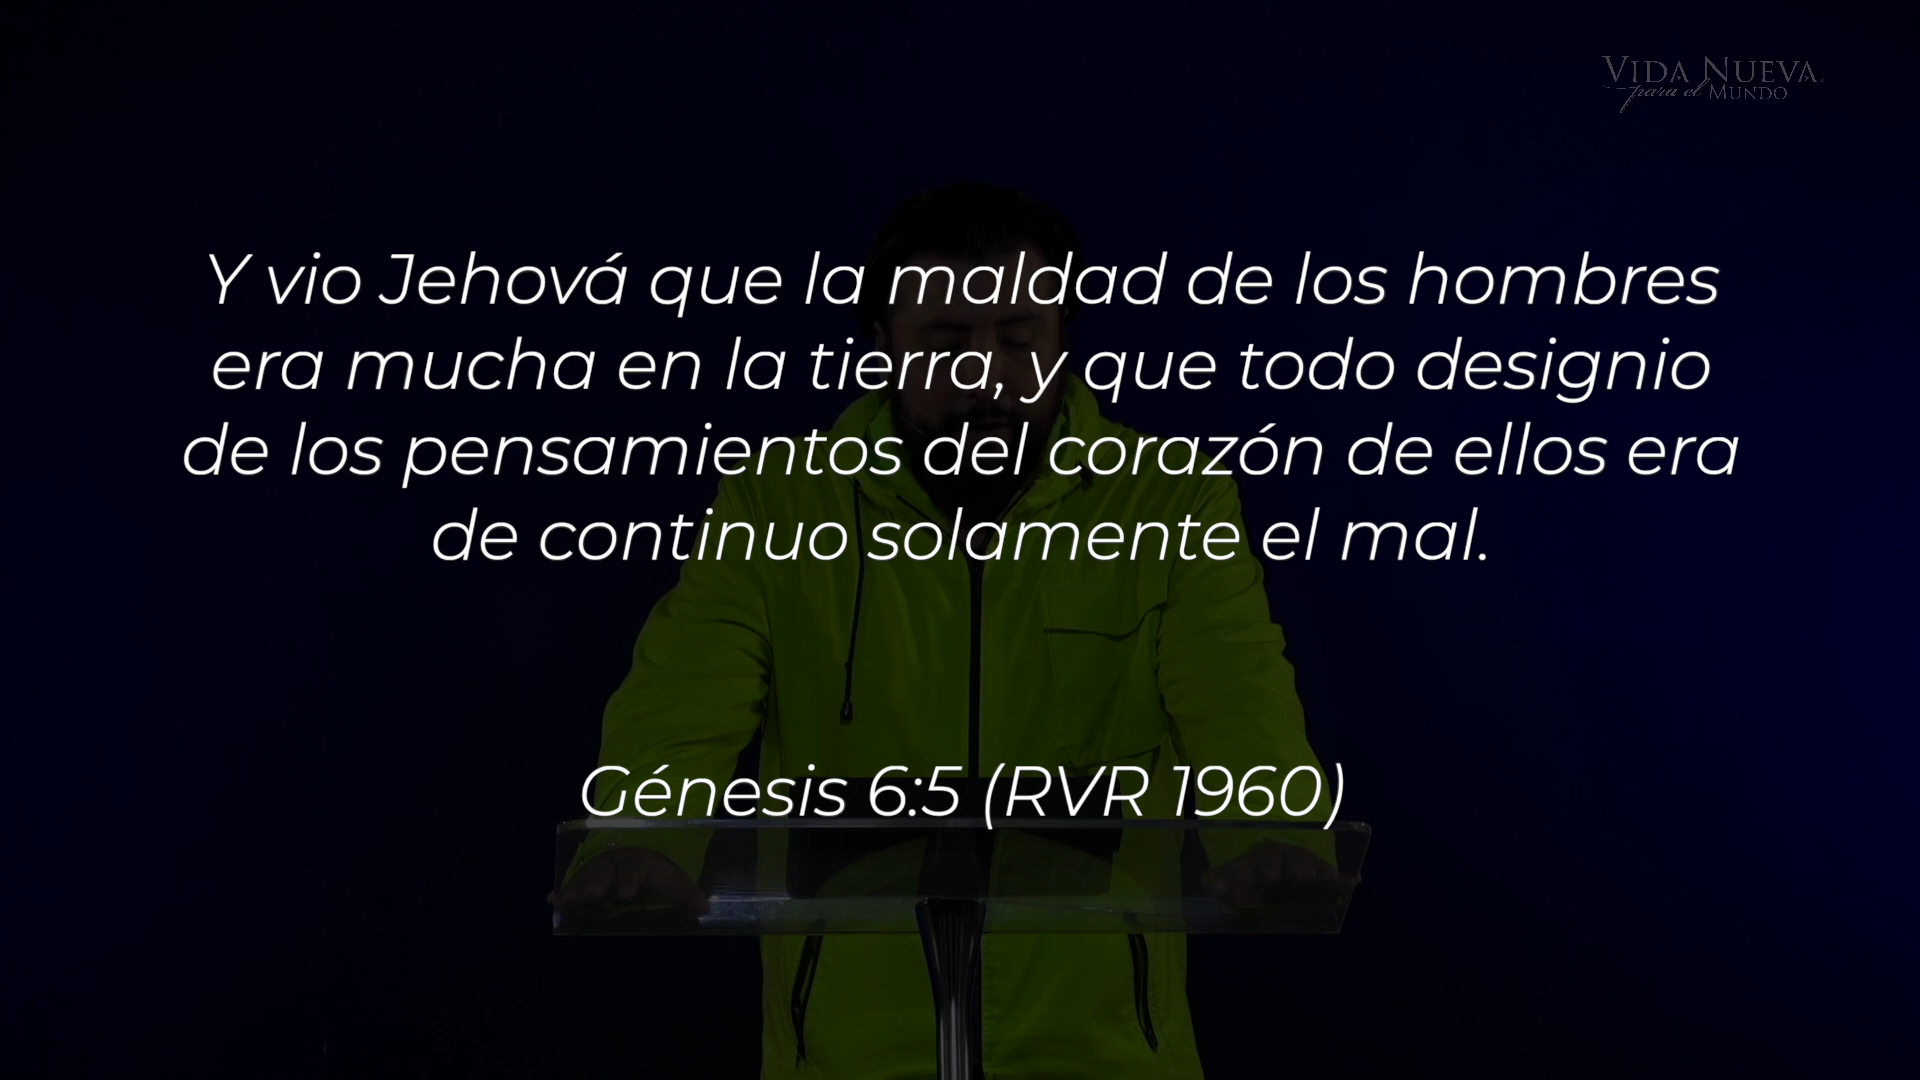 VIDA NUEVA
para el MUNDO
Y vio Jehová que la maldad de los hombres
era mucha en la tierra, y que todo designio
de los pensamientos del corazón de ellos era
de continuo solamente el mal.
Génesis 6:5 (RVR 1960)